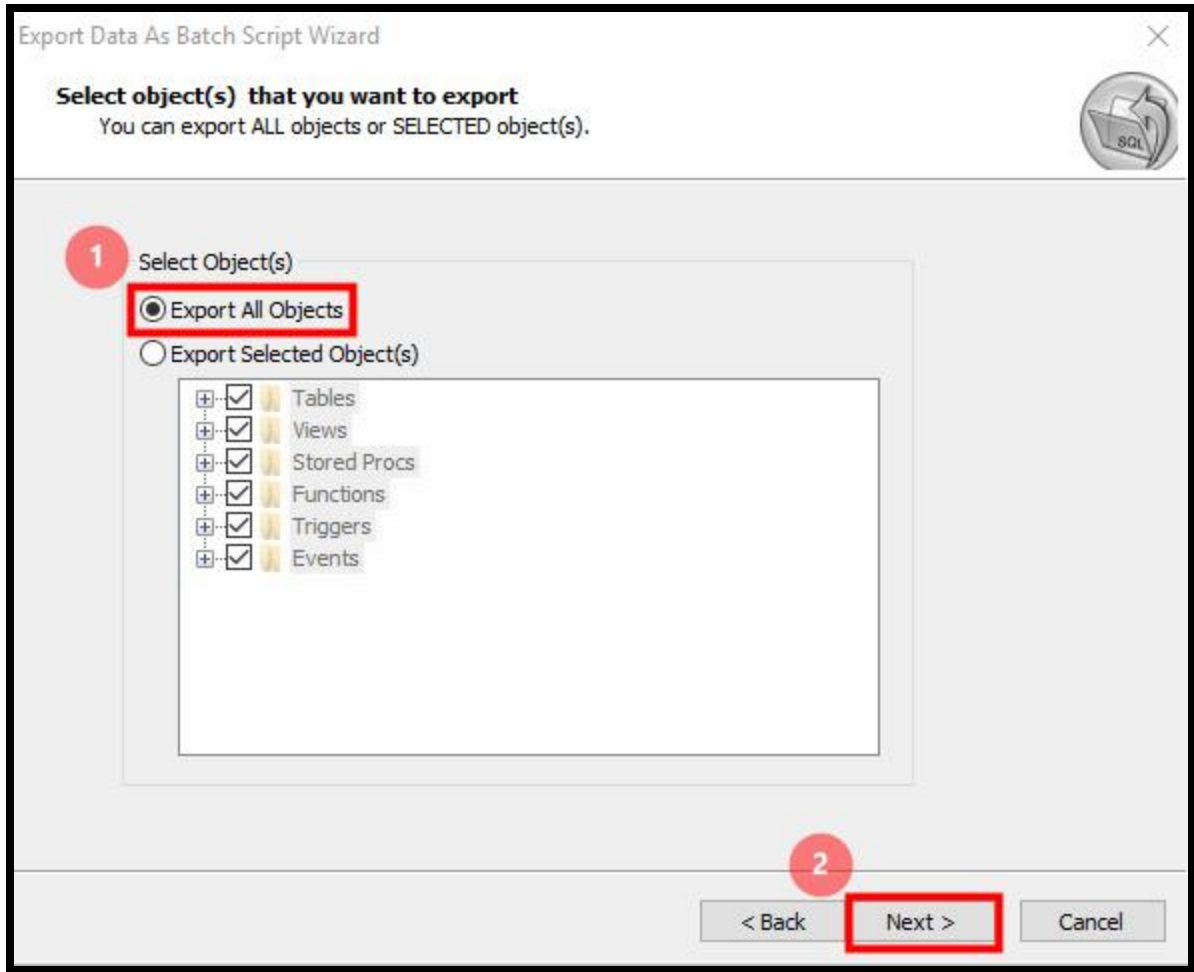 Export Data As Batch Script Wizard
Select object(s) that you want to export
You can export ALL objects or SELECTED object(s).
SQL
1
Select Object(s)
Export All Objects
Export Selected Object(s)
Tables
Views
Stored Procs
Functions
Triggers
Events
2
< Back Next > Cancel